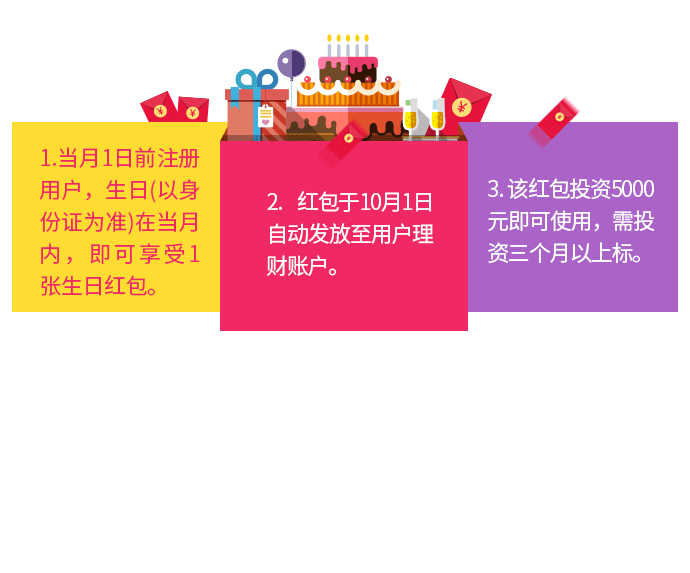 1.当月1日前注册
用户，生日(以身
份证为准)在当月
内，即可享受1
张生日红包。
2. 红包于10月1日
自动发放至用户理
财账户。
3. 该红包投资5000
元即可使用，需投
资三个月以上标。